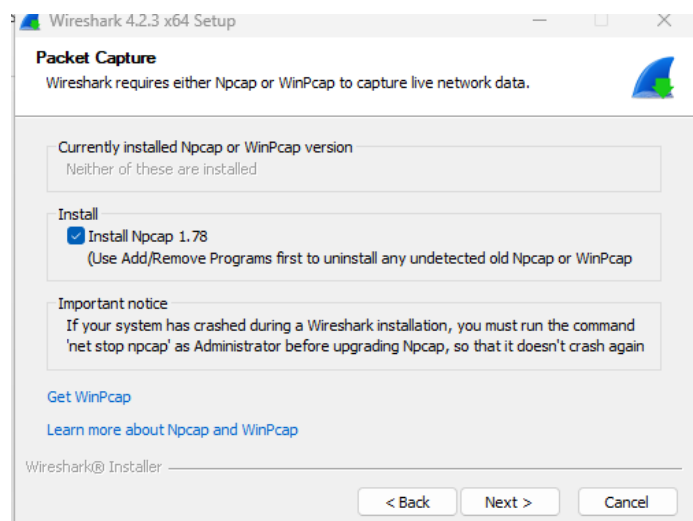 Wireshark 4.2.3 x64 Setup
Packet Capture
Wireshark requires either Npcap or WinPcap to capture live network data.
Currently installed Npcap or WinPcap version
Neither of these are installed
Install
Install Npcap 1.78
(Use Add/Remove Programs first to uninstall any undetected old Npcap or WinPcap
Important notice
If your system has crashed during a Wireshark installation, you must run the command
'net stop npcap' as Administrator before upgrading Npcap, so that it doesn't crash again
Get WinPcap
Learn more about Npcap and WinPcap
Wireshark® Installer
< Back Next > Cancel